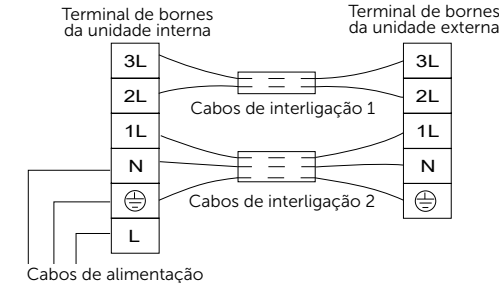 Terminal de bornes
da unidade interna
Terminal de bornes
da unidade externa
3L
2L
1L
N
L
Cabos de interligação 1
Cabos de interligação 2
3L
2L
1L
N
Cabos de alimentação